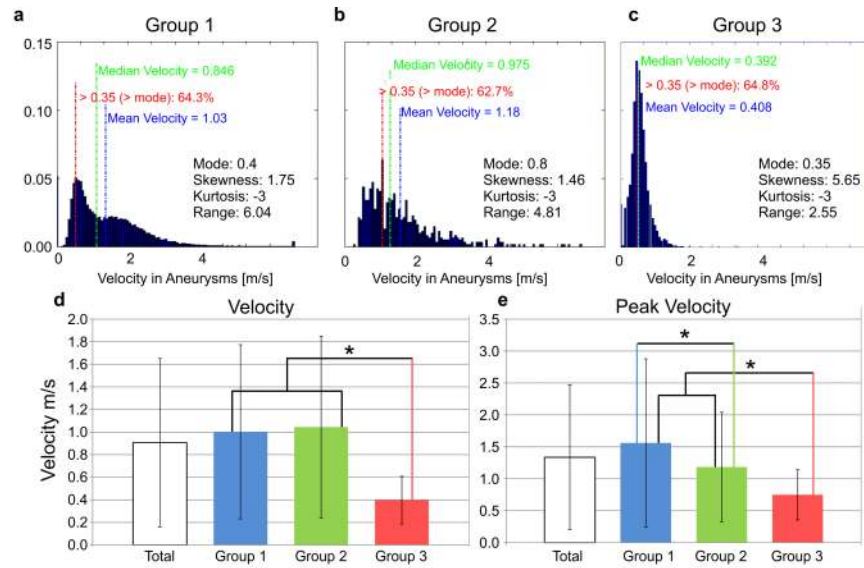 a
Group 1
0.15
0.10
0.05
0.00
Median Velocity = 0.846
> 0.35 (> mode): 64.3%
Mean Velocity = 1.03
Mode: 0.4
Skewness: 1.75
Kurtosis: -3
Range: 6.04
0 2 4
Velocity in Aneurysms [m/s]
b
Group 2
Median Velocity = 0.975
> 0.35 (> mode): 62.7%
Mean Velocity = 1.18
Mode: 0.8
Skewness: 1.46
Kurtosis: -3
Range: 4.81
0 2 4
Velocity in Aneurysms [m/s]
c
Group 3
Median Velocity = 0.392
> 0.35 (> mode): 64.8%
Mean Velocity = 0.408
Mode: 0.35
Skewness: 5.65
Kurtosis: -3
Range: 2.55
0 2 4
Velocity in Aneurysms [m/s]
d
Velocity
Velocity m/s
2.0
1.8
1.6
1.4
1.2
1.0
0.8
0.6
0.4
0.2
0.0
*
Total Group 1 Group 2 Group 3
e
Peak Velocity
3.5
3.0
2.5
2.0
1.5
1.0
0.5
0.0
*
*
Total Group 1 Group 2 Group 3